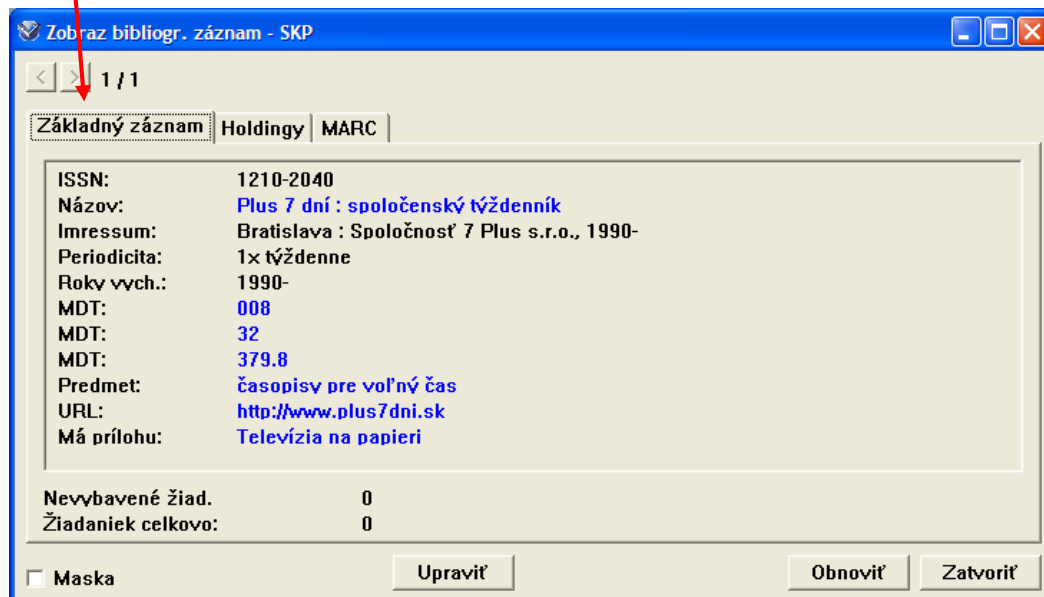 Zobraz bibliogr. záznam - SKP
< > 1 / 1
Základný záznam Holdingy MARC
ISSN: 1210-2040
Názov: Plus 7 dní : spoločenský týždenník
Imressum: Bratislava : Spoločnosť 7 Plus s.r.o., 1990-
Periodicita: 1x týždenne
Roky vych.: 1990-
MDT: 008
MDT: 32
MDT: 379.8
Predmet: časopisy pre voľný čas
URL: http://www.plus7dni.sk
Má prílohu: Televízia na papieri
Nevybavené žiad. 0
Žiadaniek celkovo: 0
Maska Upraviť Obnoviť Zatvoriť